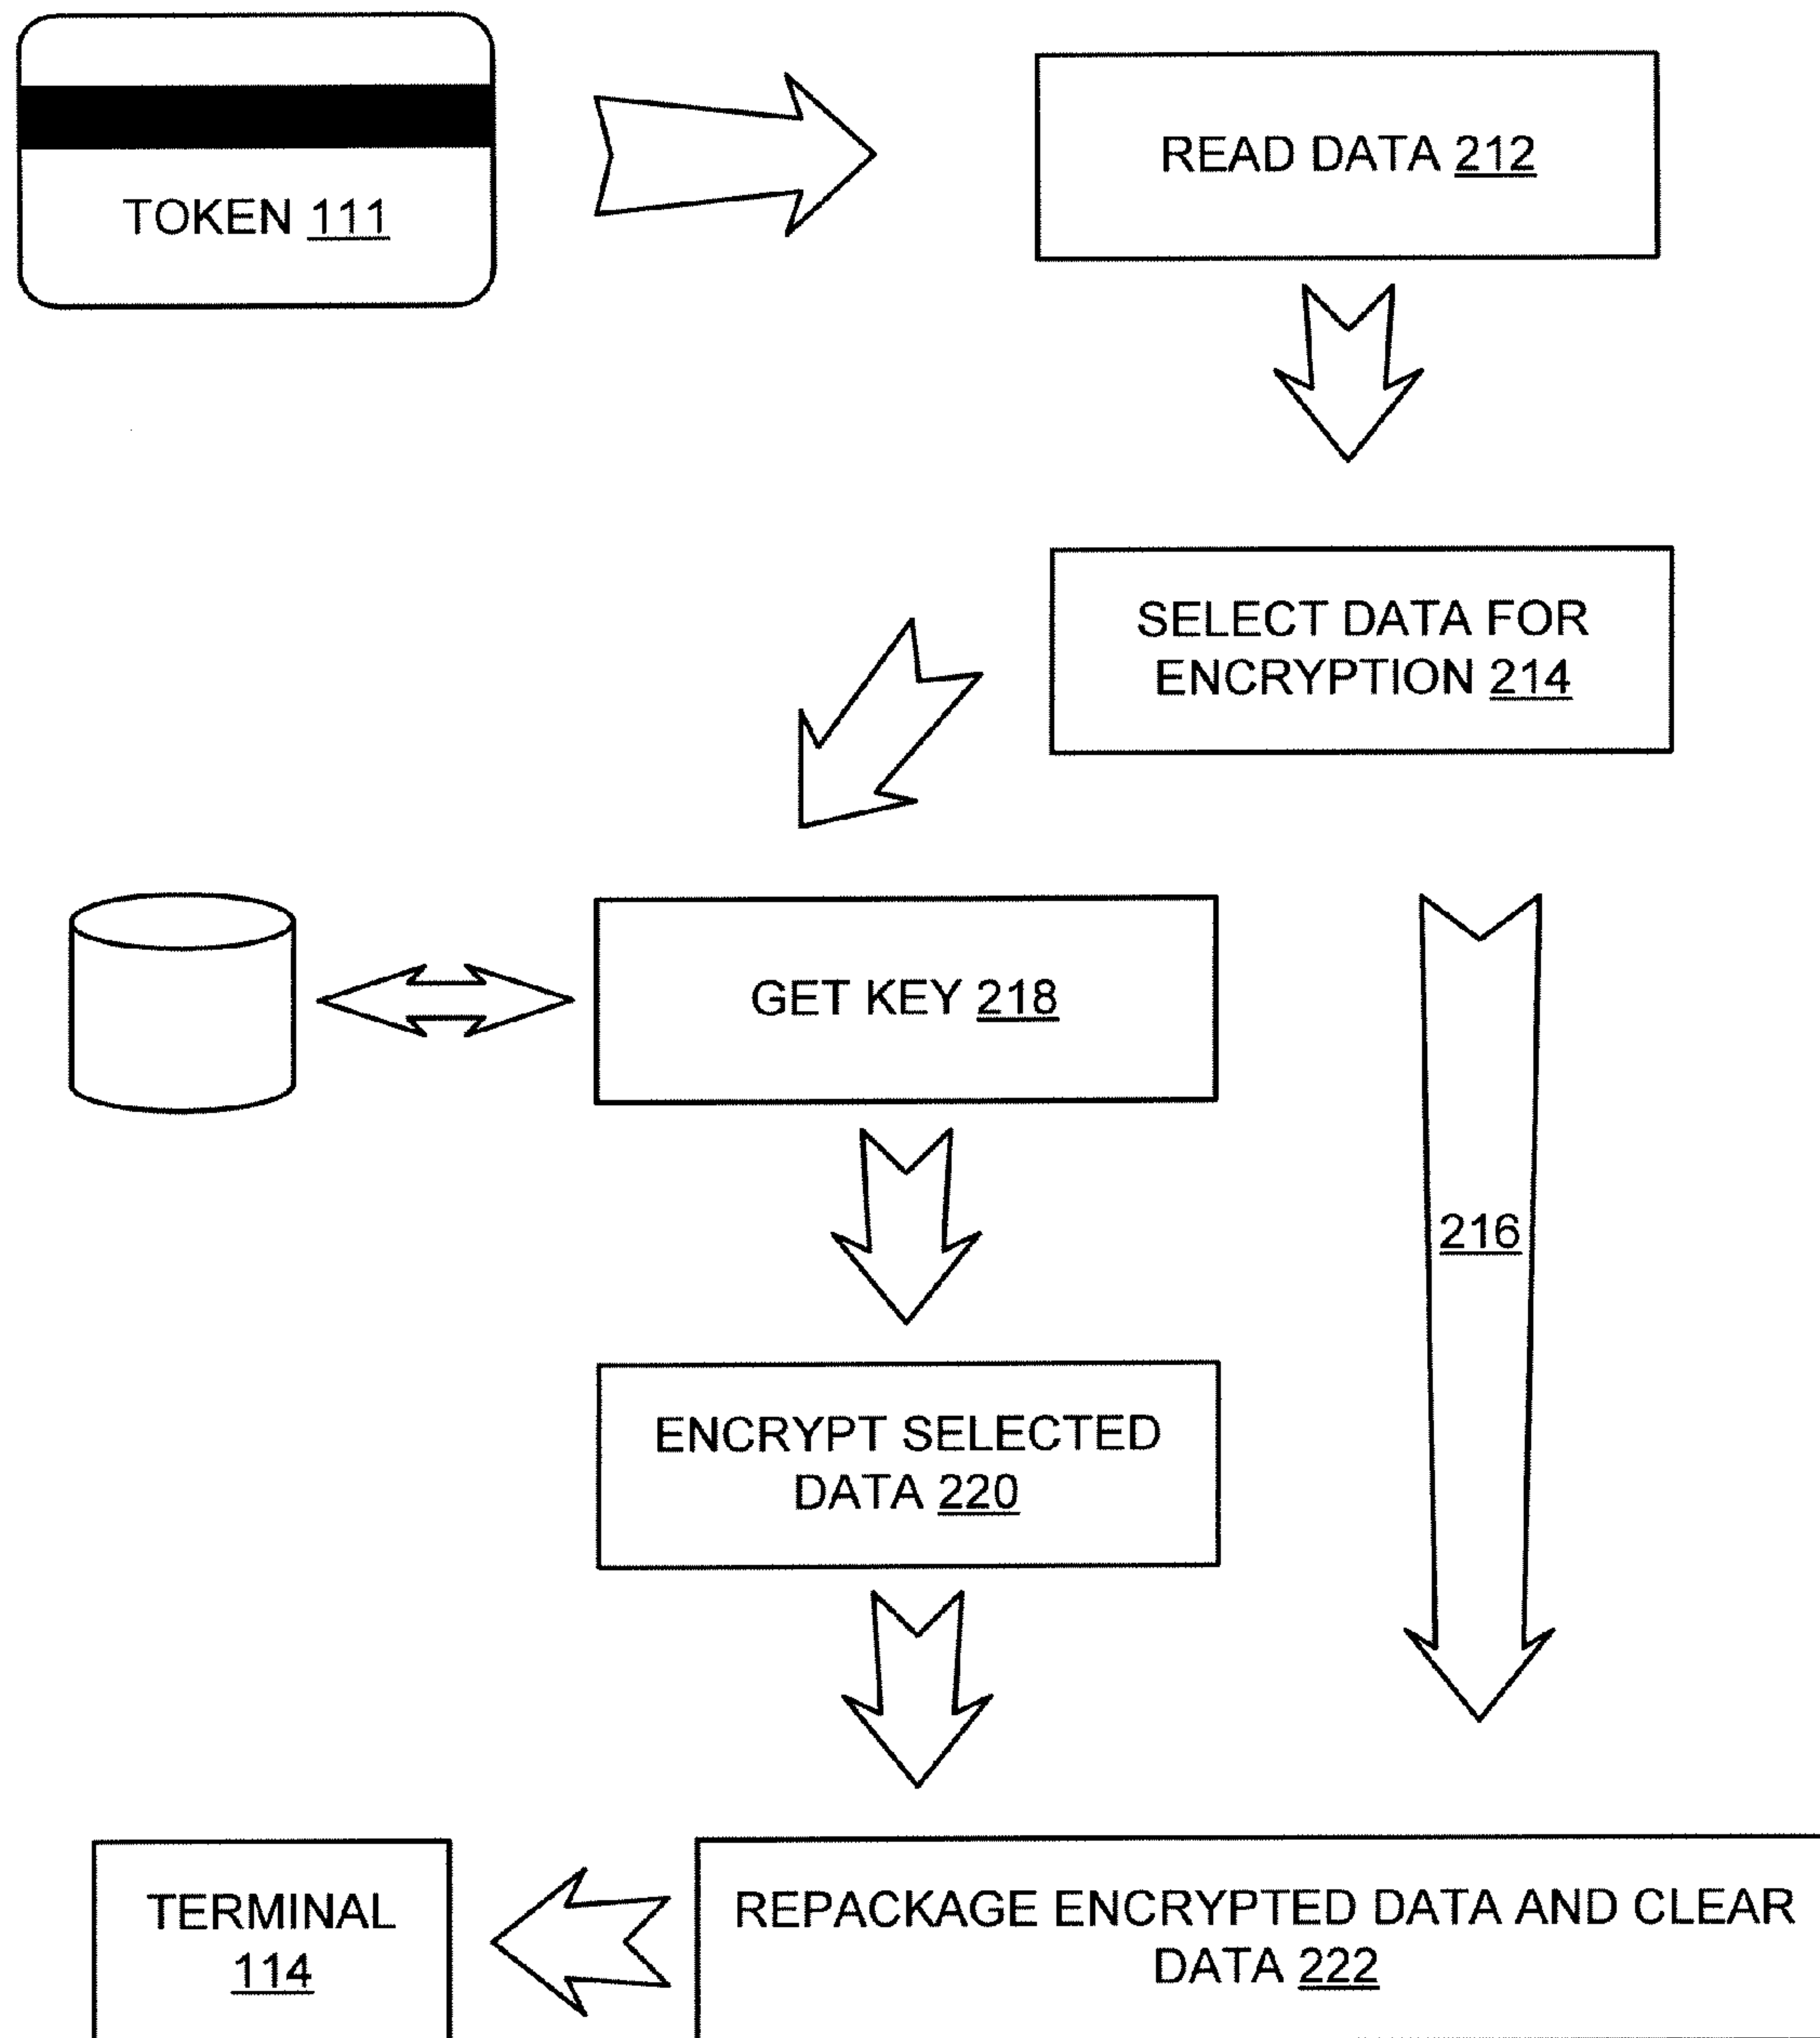 TOKEN 111
READ DATA 212
SELECT DATA FOR
ENCRYPTION 214
GET KEY 218
216
ENCRYPT SELECTED
DATA 220
TERMINAL
114
REPACKAGE ENCRYPTED DATA AND CLEAR
DATA 222